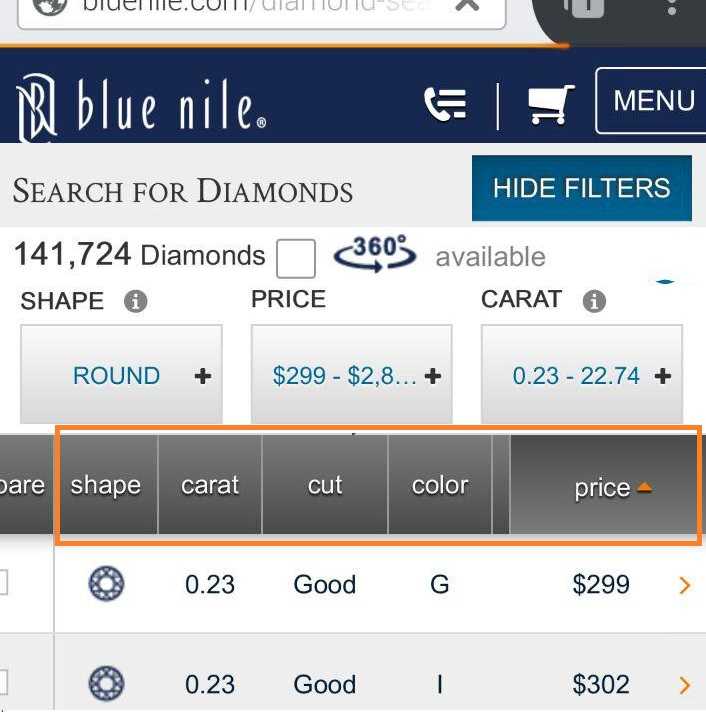 bluenile.com/diamond-sea
1
blue nile®
MENU
SEARCH FOR DIAMONDS
HIDE FILTERS
141,724 Diamonds 360° available
SHAPE i PRICE CARAT i
ROUND + $299 - $2,8... + 0.23 - 22.74 +
pare shape carat cut color price
0.23 Good G $299
0.23 Good I $302